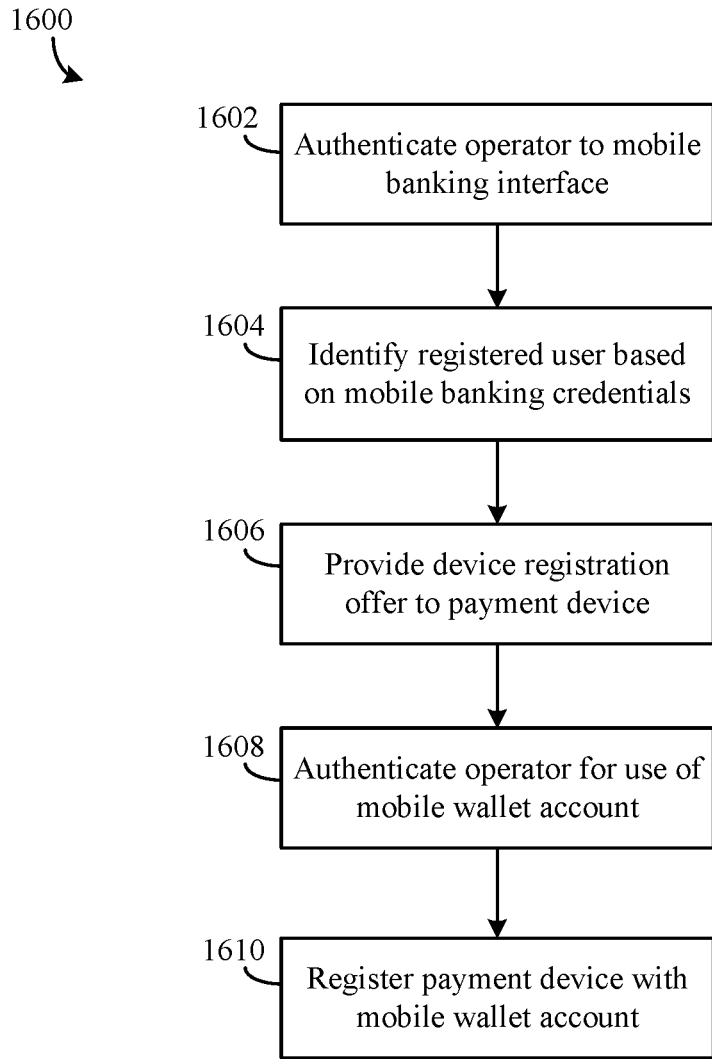 1600
1602
Authenticate operator to mobile
banking interface
1604
Identify registered user based
on mobile banking credentials
1606
Provide device registration
offer to payment device
1608
Authenticate operator for use of
mobile wallet account
1610
Register payment device with
mobile wallet account